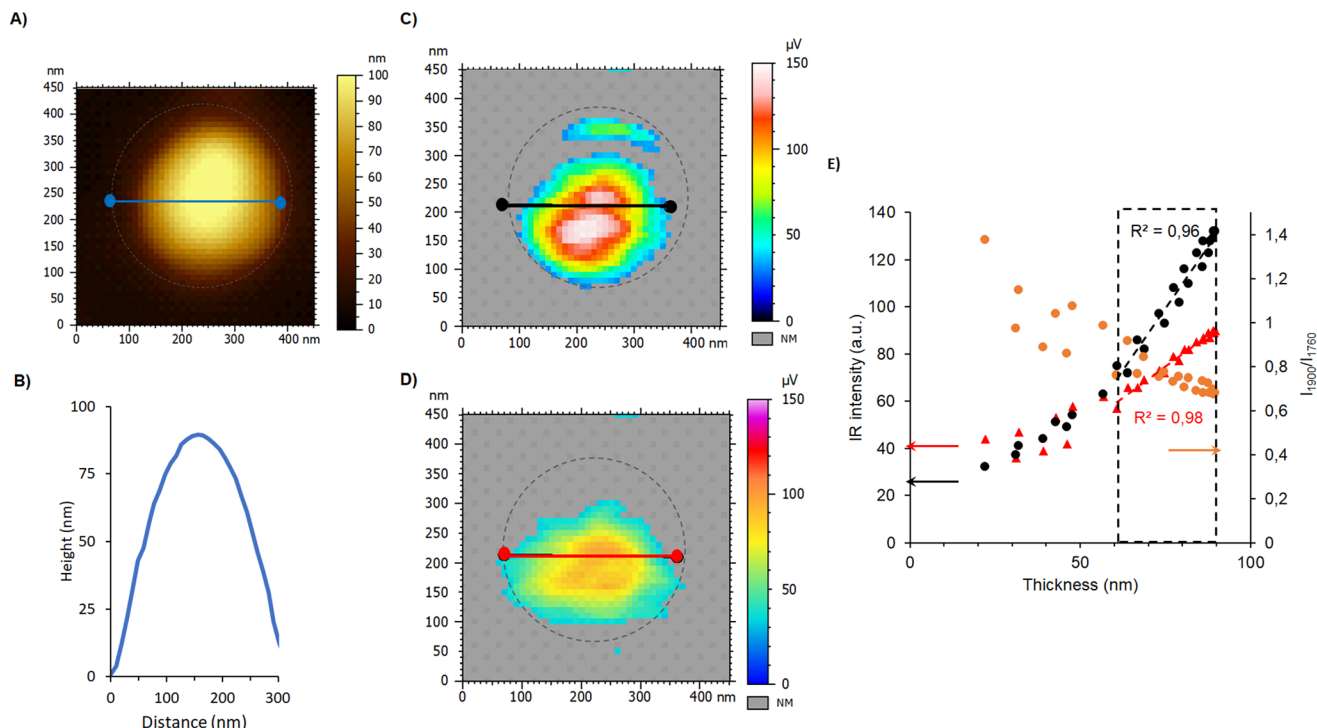 A)
nm
450
400
350
300
250
200
150
100
50
0
0 100 200 300 400 nm
nm
100
90
80
70
60
50
40
30
20
10
0
B)
Height (nm)
100
75
50
25
0
0 100 200 300
Distance (nm)
C)
nm
450
400
350
300
250
200
150
100
50
0
0 100 200 300 400 nm
µV
150
100
50
0
NM
D)
nm
450
400
350
300
250
200
150
100
50
0
0 100 200 300 400 nm
µV
150
100
50
0
NM
E)
IR intensity (a.u.)
140
120
100
80
60
40
20
0
R² = 0,96
R² = 0,98
1,4
1,2
1
0,8
0,6
0,4
0,2
0
I1900/I1760
0 50 100
Thickness (nm)